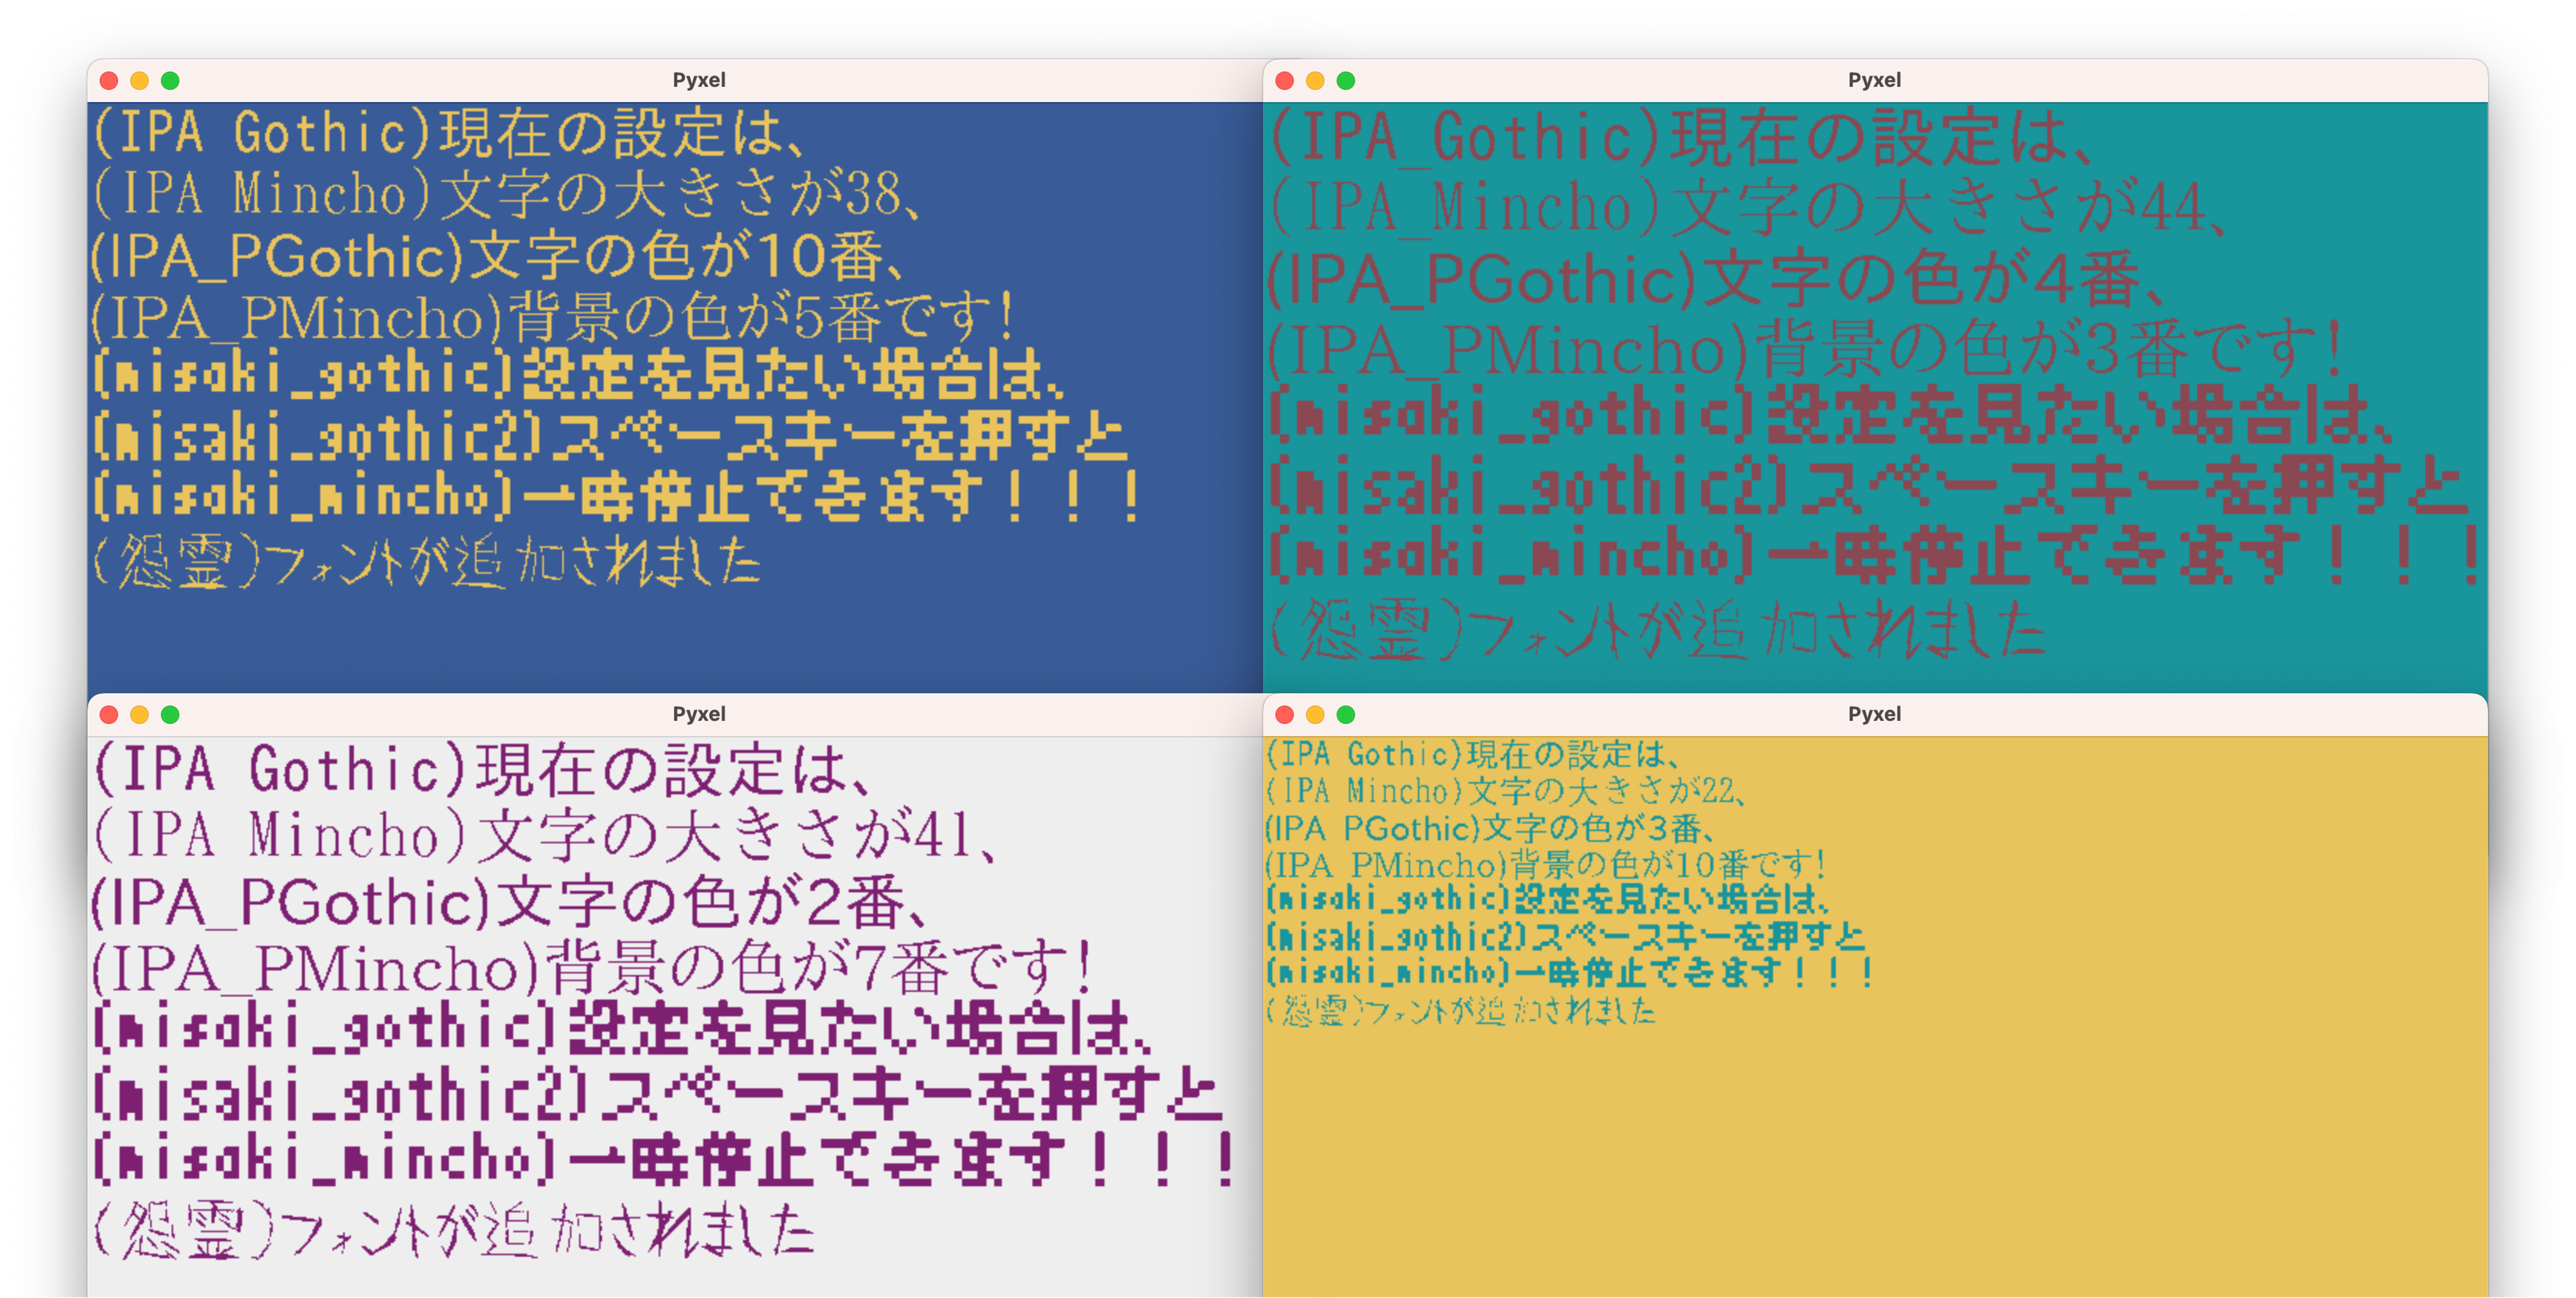 Pyxel
(IPA Gothic)現在の設定は、
(IPA Mincho)文字の大きさが38、
(IPA_PGothic)文字の色が10番、
(IPA_PMincho)背景の色が5番です!
(misaki_gothic)設定を見たい場合は、
(misaki_gothic2)スペースキーを押すと
(misaki_mincho)一時停止できます！！！
(怨霊)フォントが追加されました
Pyxel
(IPA_Gothic)現在の設定は、
(IPA_Mincho)文字の大きさが44、
(IPA_PGothic)文字の色が4番、
(IPA_PMincho)背景の色が3番です!
(misaki_gothic)設定を見たい場合は、
(misaki_gothic2)スペースキーを押すと
(misaki_mincho)一時停止できます！！！
(怨霊)フォントが追加されました
Pyxel
(IPA Gothic)現在の設定は、
(IPA Mincho)文字の大きさが41、
(IPA_PGothic)文字の色が2番、
(IPA_PMincho)背景の色が7番です!
(misaki_gothic)設定を見たい場合は、
(misaki_gothic2)スペースキーを押すと
(misaki_mincho)一時停止できます！！！
(怨霊)フォントが追加されました
Pyxel
(IPA Gothic)現在の設定は、
(IPA Mincho)文字の大きさが22、
(IPA PGothic)文字の色が3番、
(IPA PMincho)背景の色が10番です!
(misaki_gothic)設定を見たい場合は、
(misaki_gothic2)スペースキーを押すと
(misaki_mincho)一時停止できます！！！
(怨霊)フォントが追加されました